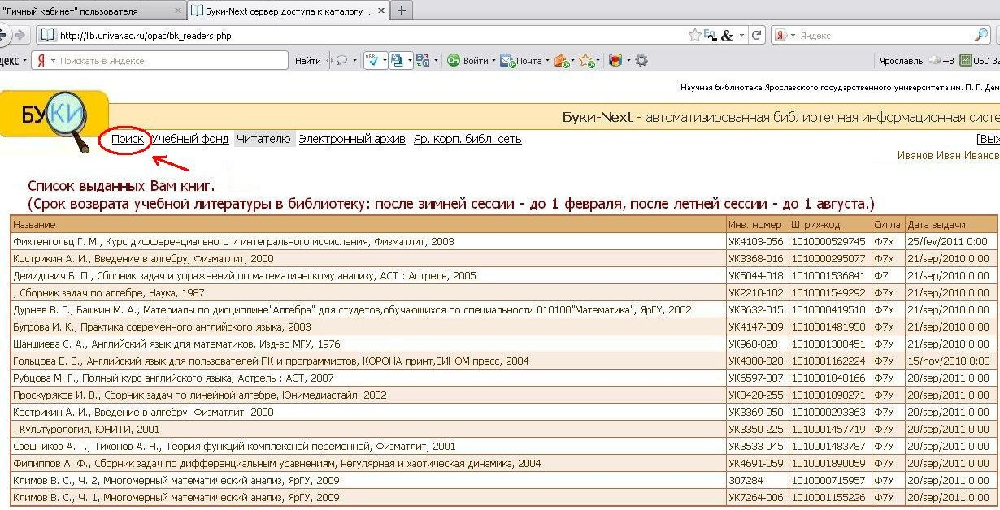 "Личный кабинет" пользователя
Буки-Next сервер доступа к каталогу ...
http://lib.uniyar.ac.ru/opac/bk_readers.php
Яндекс
декс
Поискать в Яндексе
Найти
Войти
Почта
Ярославль
+8
USD 32
Научная библиотека Ярославского государственного университета им. П. Г. Дем
БУКИ
Буки-Next - автоматизированная библиотечная информационная систе
Поиск Учебный фонд Читателю Электронный архив Яр. корп. библ. сеть
[Вых
Иванов Иван Иванов
Список выданных Вам книг.
(Срок возврата учебной литературы в библиотеку: после зимней сессии - до 1 февраля, после летней сессии - до 1 августа.)
Название Инв. номер Штрих-код Сигла Дата выдачи
Фихтенгольц Г. М., Курс дифференциального и интегрального исчисления, Физматлит, 2003 УК4103-056 1010000529745 Ф7У 25/fev/2011 0:00
Кострикин А. И., Введение в алгебру, Физматлит, 2000 УК3368-016 1010000295077 Ф7У 21/sep/2010 0:00
Демидович Б. П., Сборник задач и упражнений по математическому анализу, АСТ : Астрель, 2005 УК5044-018 1010001536841 Ф7 21/sep/2010 0:00
, Сборник задач по алгебре, Наука, 1987 УК2210-102 1010001549292 Ф7У 21/sep/2010 0:00
Дурнев В. Г., Башкин М. А., Материалы по дисциплине"Алгебра" для студетов,обучающихся по специальности 010100"Математика", ЯрГУ, 2002 УК3632-015 1010000419510 Ф7У 21/sep/2010 0:00
Бугрова И. К., Практика современного английского языка, 2003 УК4147-009 1010001481950 Ф7У 21/sep/2010 0:00
Шаншиева С. А., Английский язык для математиков, Изд-во МГУ, 1976 УК960-020 1010001380451 Ф7У 21/sep/2010 0:00
Гольцова Е. В., Английский язык для пользователей ПК и программистов, КОРОНА принт,БИНОМ пресс, 2004 УК4380-020 1010001162224 Ф7У 15/nov/2010 0:00
Рубцова М. Г., Полный курс английского языка, Астрель : АСТ, 2007 УК6597-087 1010001848166 Ф7У 20/sep/2011 0:00
Проскуряков И. В., Сборник задач по линейной алгебре, Юнимедиастайл, 2002 УК3428-255 1010001890271 Ф7У 20/sep/2011 0:00
Кострикин А. И., Введение в алгебру, Физматлит, 2000 УК3369-050 1010000293363 Ф7У 20/sep/2011 0:00
, Культурология, ЮНИТИ, 2001 УК3350-225 1010001457719 Ф7У 20/sep/2011 0:00
Свешников А. Г., Тихонов А. Н., Теория функций комплексной переменной, Физматлит, 2001 УК3533-045 1010001483787 Ф7У 20/sep/2011 0:00
Филиппов А. Ф., Сборник задач по дифференциальным уравнениям, Регулярная и хаотическая динамика, 2004 УК4691-059 1010001890059 Ф7У 20/sep/2011 0:00
Климов В. С., Ч. 2, Многомерный математический анализ, ЯрГУ, 2009 307284 1010000715957 Ф7У 20/sep/2011 0:00
Климов В. С., Ч. 1, Многомерный математический анализ, ЯрГУ, 2009 УК7264-006 1010001155226 Ф7У 20/sep/2011 0:00